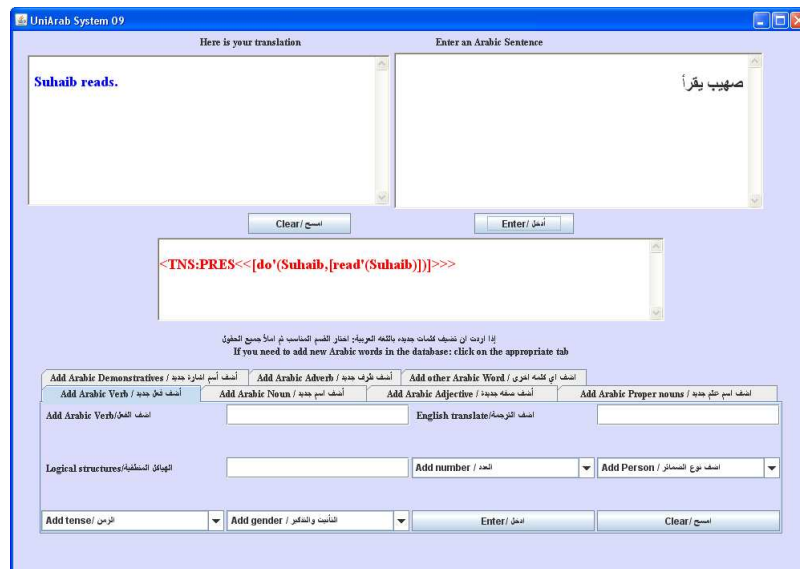 UniArab System 09
Here is your translation
Enter an Arabic Sentence
Suhaib reads.
صهيب يقرأ
Clear/امسح
Enter/أدخل
<TNS:PRES<<[do'(Suhaib,[read'(Suhaib)])]>>>
إذا اردت ان تضيف كلمات جديده باللغه العربية: اختار القسم المناسب ثم املأ جميع الحقول
If you need to add new Arabic words in the database: click on the appropriate tab
Add Arabic Demonstratives / أضف أسم اشارة جديد
Add Arabic Adverb / أضف ظرف جديد
Add other Arabic Word / اضف اي كلمه اخرى
Add Arabic Verb / أضف فعل جديد
Add Arabic Noun / أضف اسم جديد
Add Arabic Adjective / أضف صفه جديدة
Add Arabic Proper nouns / اضف اسم علم جديد
Add Arabic Verb/اضف الفعل
English translate/اضف الترجمة
Logical structures/الهياكل المنطقية
Add number / العدد
Add Person / اضف نوع الضمائر
Add tense/ الزمن
Add gender / التأنيث والتذكير
Enter/ ادخل
Clear/ امسح